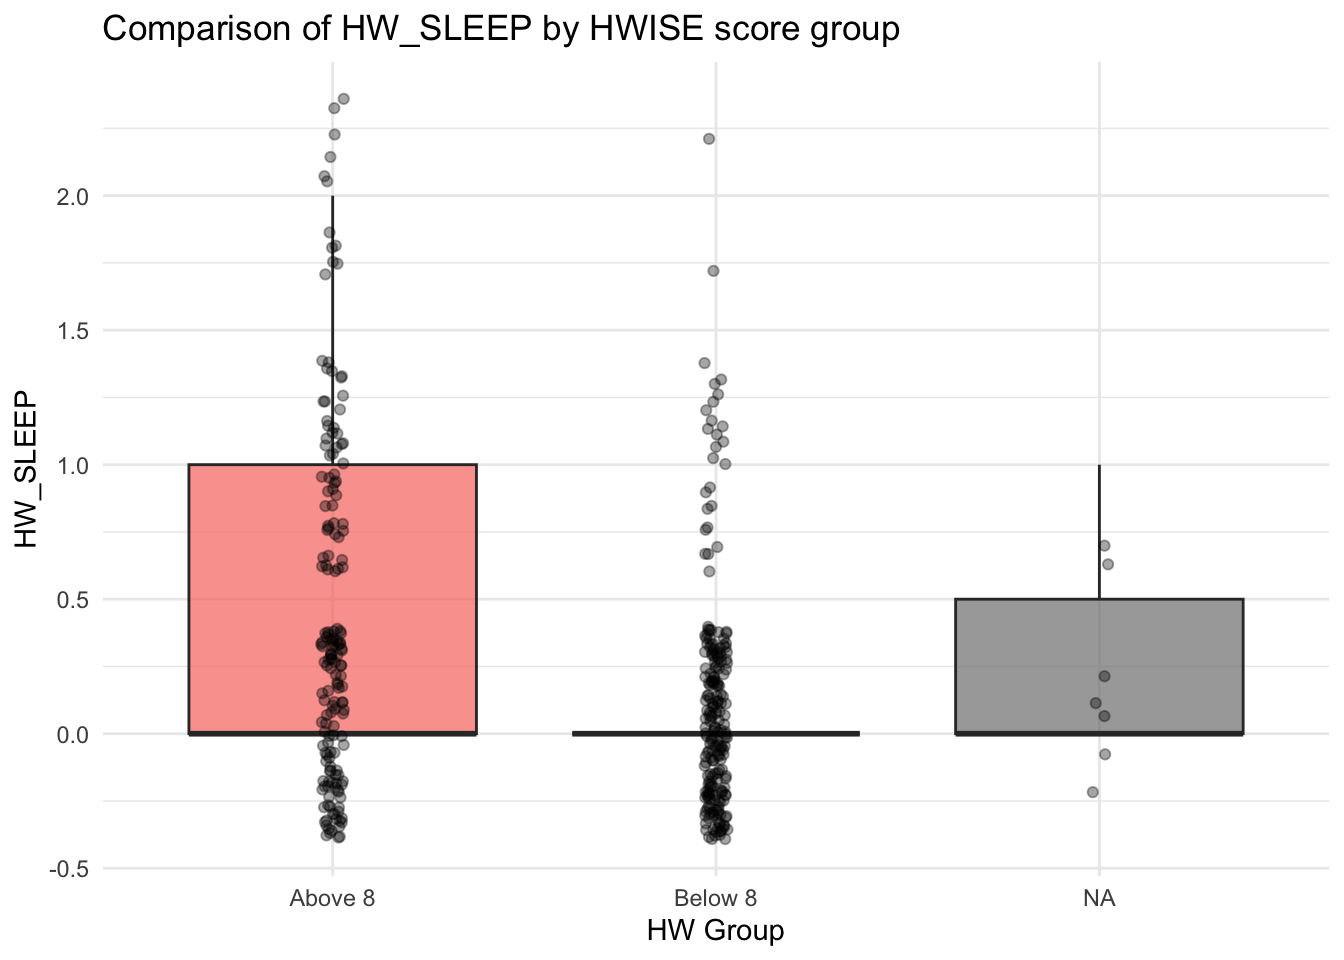 Comparison of HW_SLEEP by HWISE score group
HW_SLEEP
2.0
1.5
1.0
0.5
0.0
-0.5
Above 8
Below 8
NA
HW Group